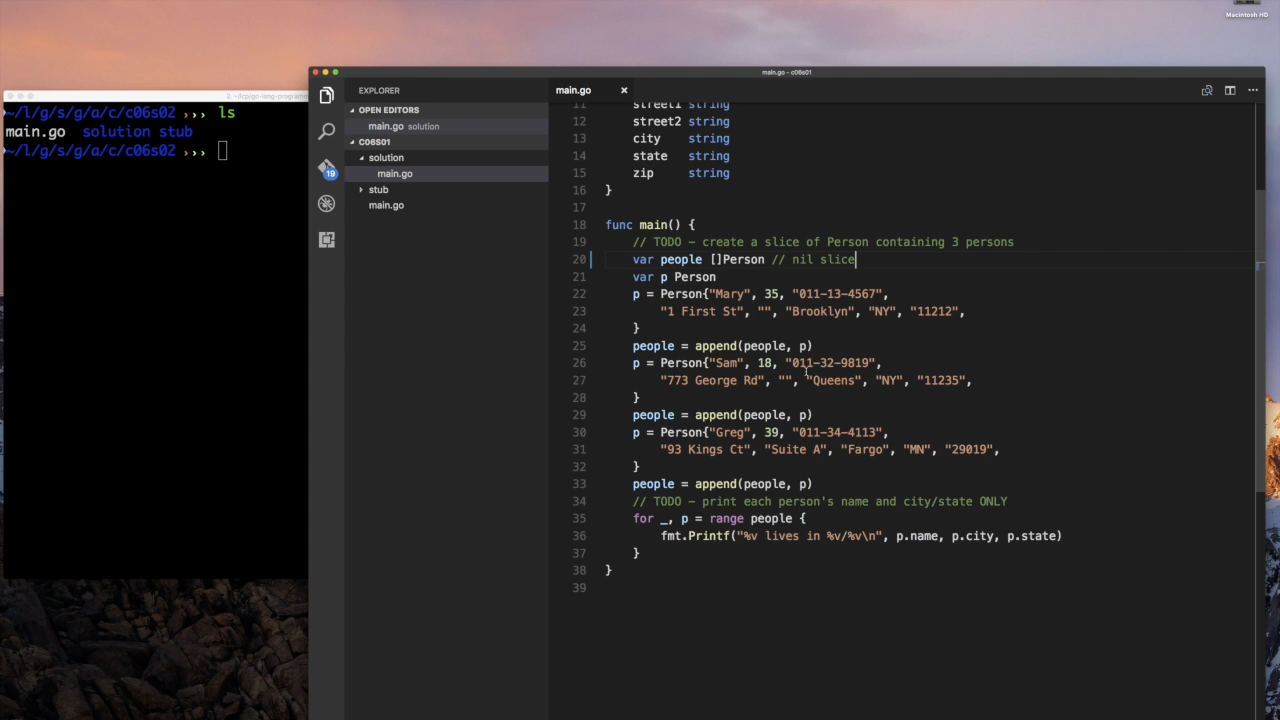 Macintosh HD
main.go - c06s01
~/l/g/s/g/a/c/c06s02 ››› ls
main.go solution stub
~/l/g/s/g/a/c/c06s02 ›››
EXPLORER
OPEN EDITORS
main.go solution
C06S01
solution
main.go
stub
main.go
19
main.go ×
11 street1 string
12 street2 string
13 city string
14 state string
15 zip string
16 }
17
18 func main() {
19 // TODO - create a slice of Person containing 3 persons
20 var people []Person // nil slice
21 var p Person
22 p = Person{"Mary", 35, "011-13-4567",
23 "1 First St", "", "Brooklyn", "NY", "11212",
24 }
25 people = append(people, p)
26 p = Person{"Sam", 18, "011-32-9819",
27 "773 George Rd", "", "Queens", "NY", "11235",
28 }
29 people = append(people, p)
30 p = Person{"Greg", 39, "011-34-4113",
31 "93 Kings Ct", "Suite A", "Fargo", "MN", "29019",
32 }
33 people = append(people, p)
34 // TODO - print each person's name and city/state ONLY
35 for _, p = range people {
36 fmt.Printf("%v lives in %v/%v\n", p.name, p.city, p.state)
37 }
38 }
39